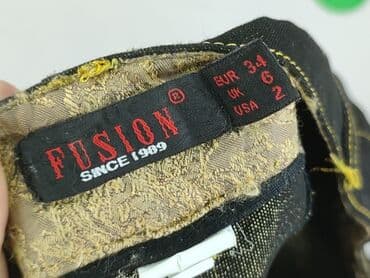 FUSION ®
SINCE 1989
EUR 34
UK 6
USA 2